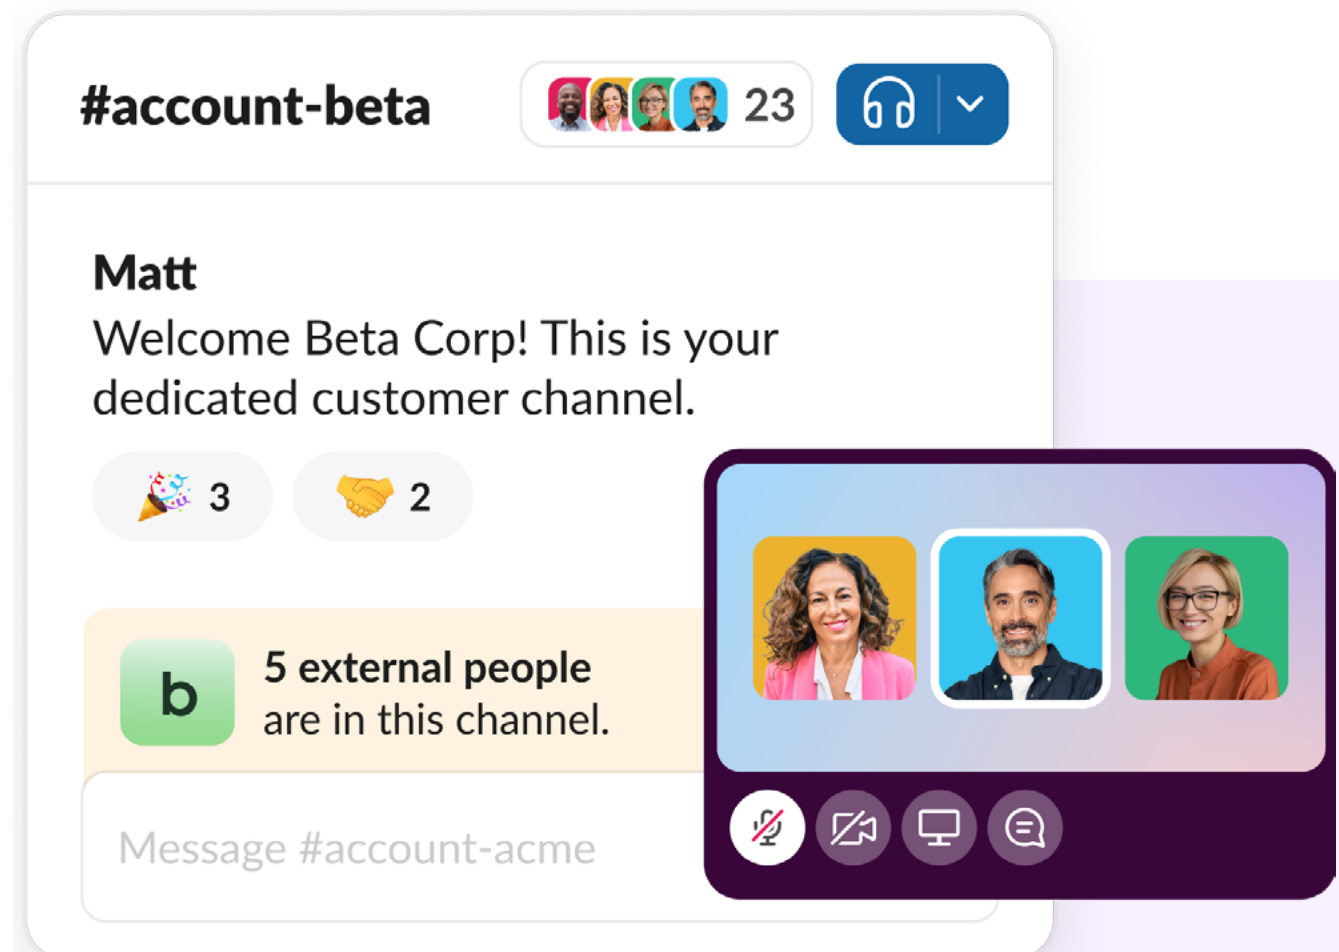 #account-beta
23
Matt
Welcome Beta Corp! This is your
dedicated customer channel.
3
2
b
5 external people
are in this channel.
Message #account-acme